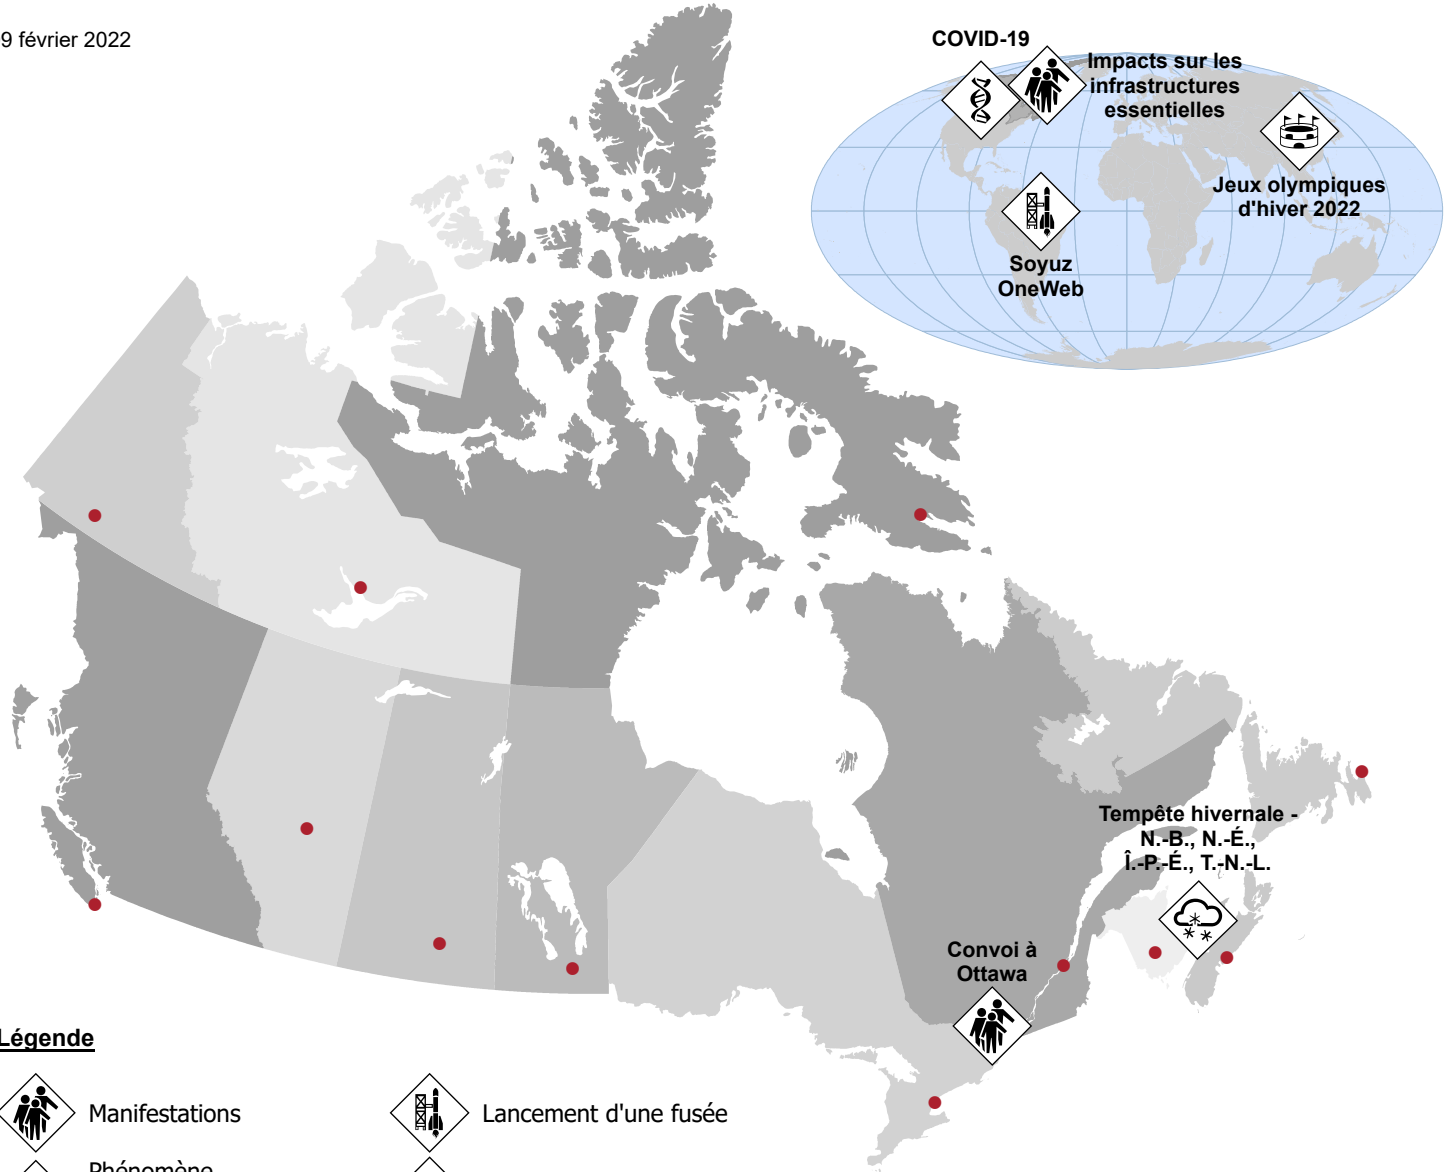 9 février 2022
COVID-19
Impacts sur les
infrastructures
essentielles
Jeux olympiques
d'hiver 2022
Soyuz
OneWeb
Tempête hivernale -
N.-B., N.-É.,
Î.-P.-É., T.-N.-L.
Convoi à
Ottawa
Légende
Manifestations
Lancement d'une fusée
Phénomène